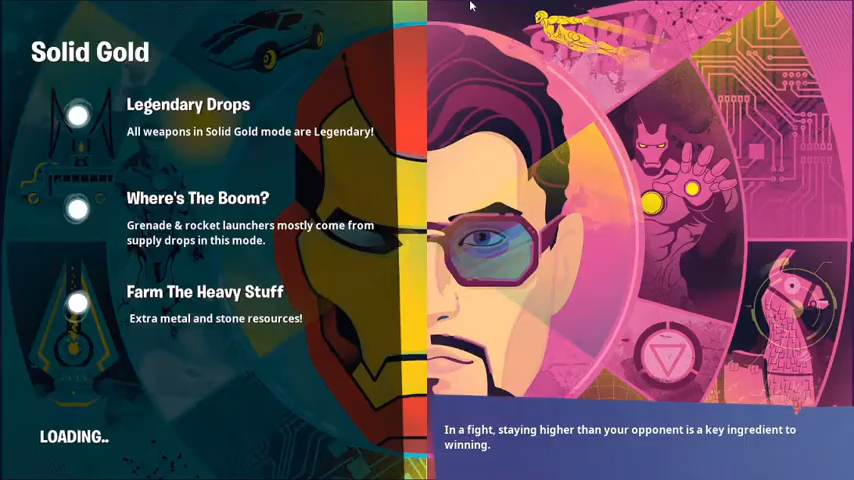 Solid Gold
Legendary Drops
All weapons in Solid Gold mode are Legendary!
Where's The Boom?
Grenade & rocket launchers mostly come from
supply drops in this mode.
Farm The Heavy Stuff
Extra metal and stone resources!
LOADING..
STARK
In a fight, staying higher than your opponent is a key ingredient to
winning.